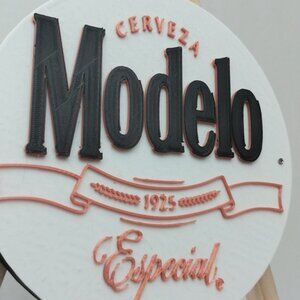 CERVEZA
Modelo
1925
Especial